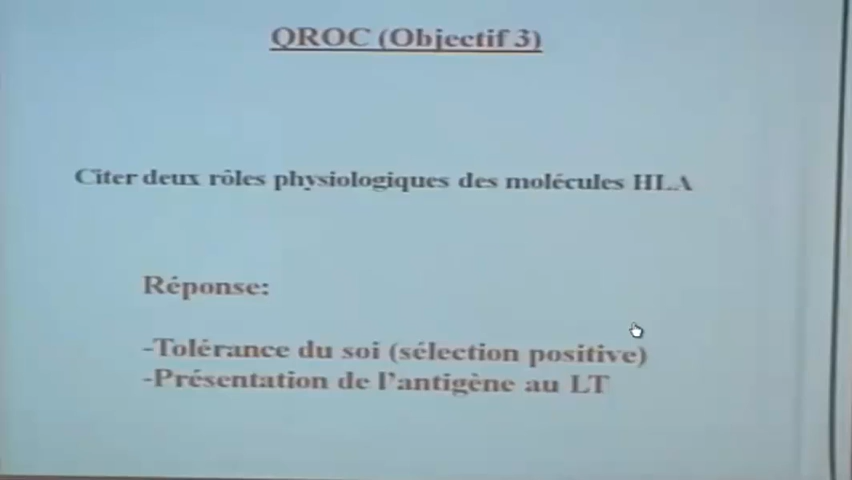 QROC (Objectif 3)
Citer deux rôles physiologiques des molécules HLA
Réponse:
-Tolérance du soi (sélection positive)
-Présentation de l'antigène au LT